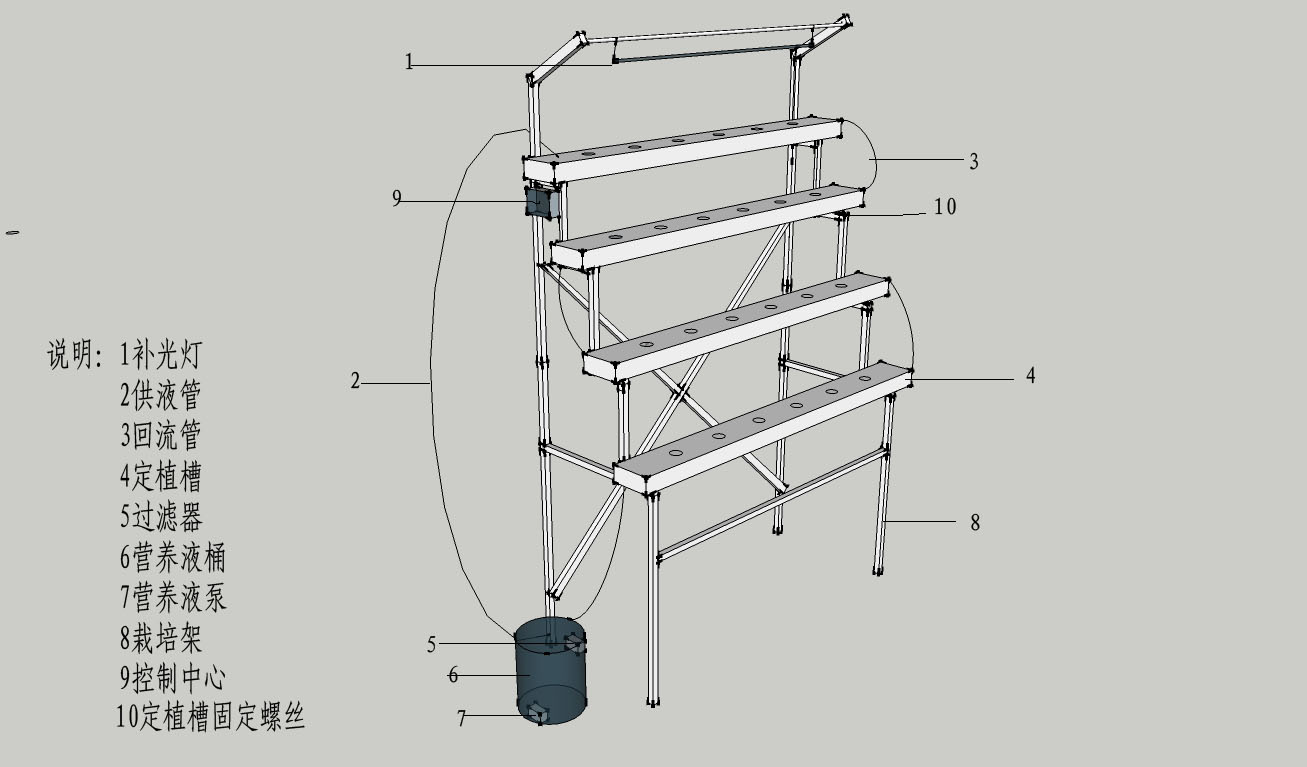 1
3
9
10
说明：1补光灯
2供液管
3回流管
4定植槽
5过滤器
6营养液桶
7营养液泵
8栽培架
9控制中心
10定植槽固定螺丝
2
4
8
5
6
7